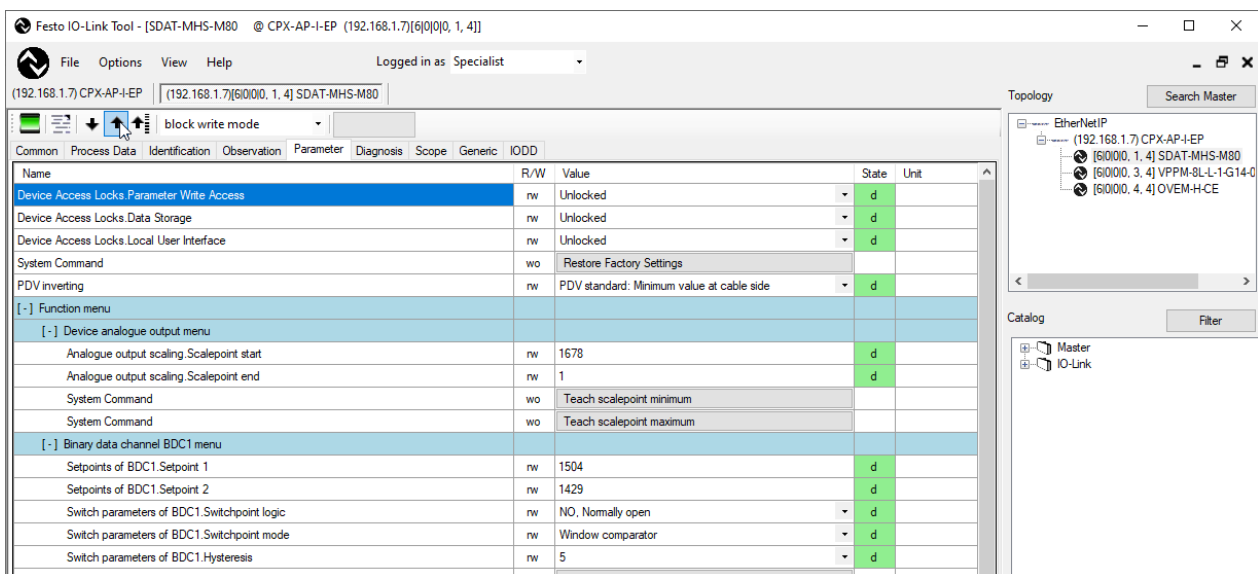 Festo IO-Link Tool - [SDAT-MHS-M80 @ CPX-AP-I-EP (192.168.1.7)[6|0|0|0, 1, 4]]
File Options View Help Logged in as Specialist
(192.168.1.7) CPX-AP-I-EP (192.168.1.7)[6|0|0|0, 1, 4] SDAT-MHS-M80
block write mode
Common Process Data Identification Observation Parameter Diagnosis Scope Generic IODD
Name R/W Value State Unit
Device Access Locks.Parameter Write Access rw Unlocked d
Device Access Locks.Data Storage rw Unlocked d
Device Access Locks.Local User Interface rw Unlocked d
System Command wo Restore Factory Settings
PDV inverting rw PDV standard: Minimum value at cable side d
[-] Function menu
[-] Device analogue output menu
Analogue output scaling.Scalepoint start rw 1678 d
Analogue output scaling.Scalepoint end rw 1 d
System Command wo Teach scalepoint minimum
System Command wo Teach scalepoint maximum
[-] Binary data channel BDC1 menu
Setpoints of BDC1.Setpoint 1 rw 1504 d
Setpoints of BDC1.Setpoint 2 rw 1429 d
Switch parameters of BDC1.Switchpoint logic rw NO, Normally open d
Switch parameters of BDC1.Switchpoint mode rw Window comparator d
Switch parameters of BDC1.Hysteresis rw 5 d
Topology Search Master
EtherNetIP
(192.168.1.7) CPX-AP-I-EP
[6|0|0|0, 1, 4] SDAT-MHS-M80
[6|0|0|0, 3, 4] VPPM-8L-L-1-G14-0
[6|0|0|0, 4, 4] OVEM-H-CE
Catalog Filter
Master
IO-Link